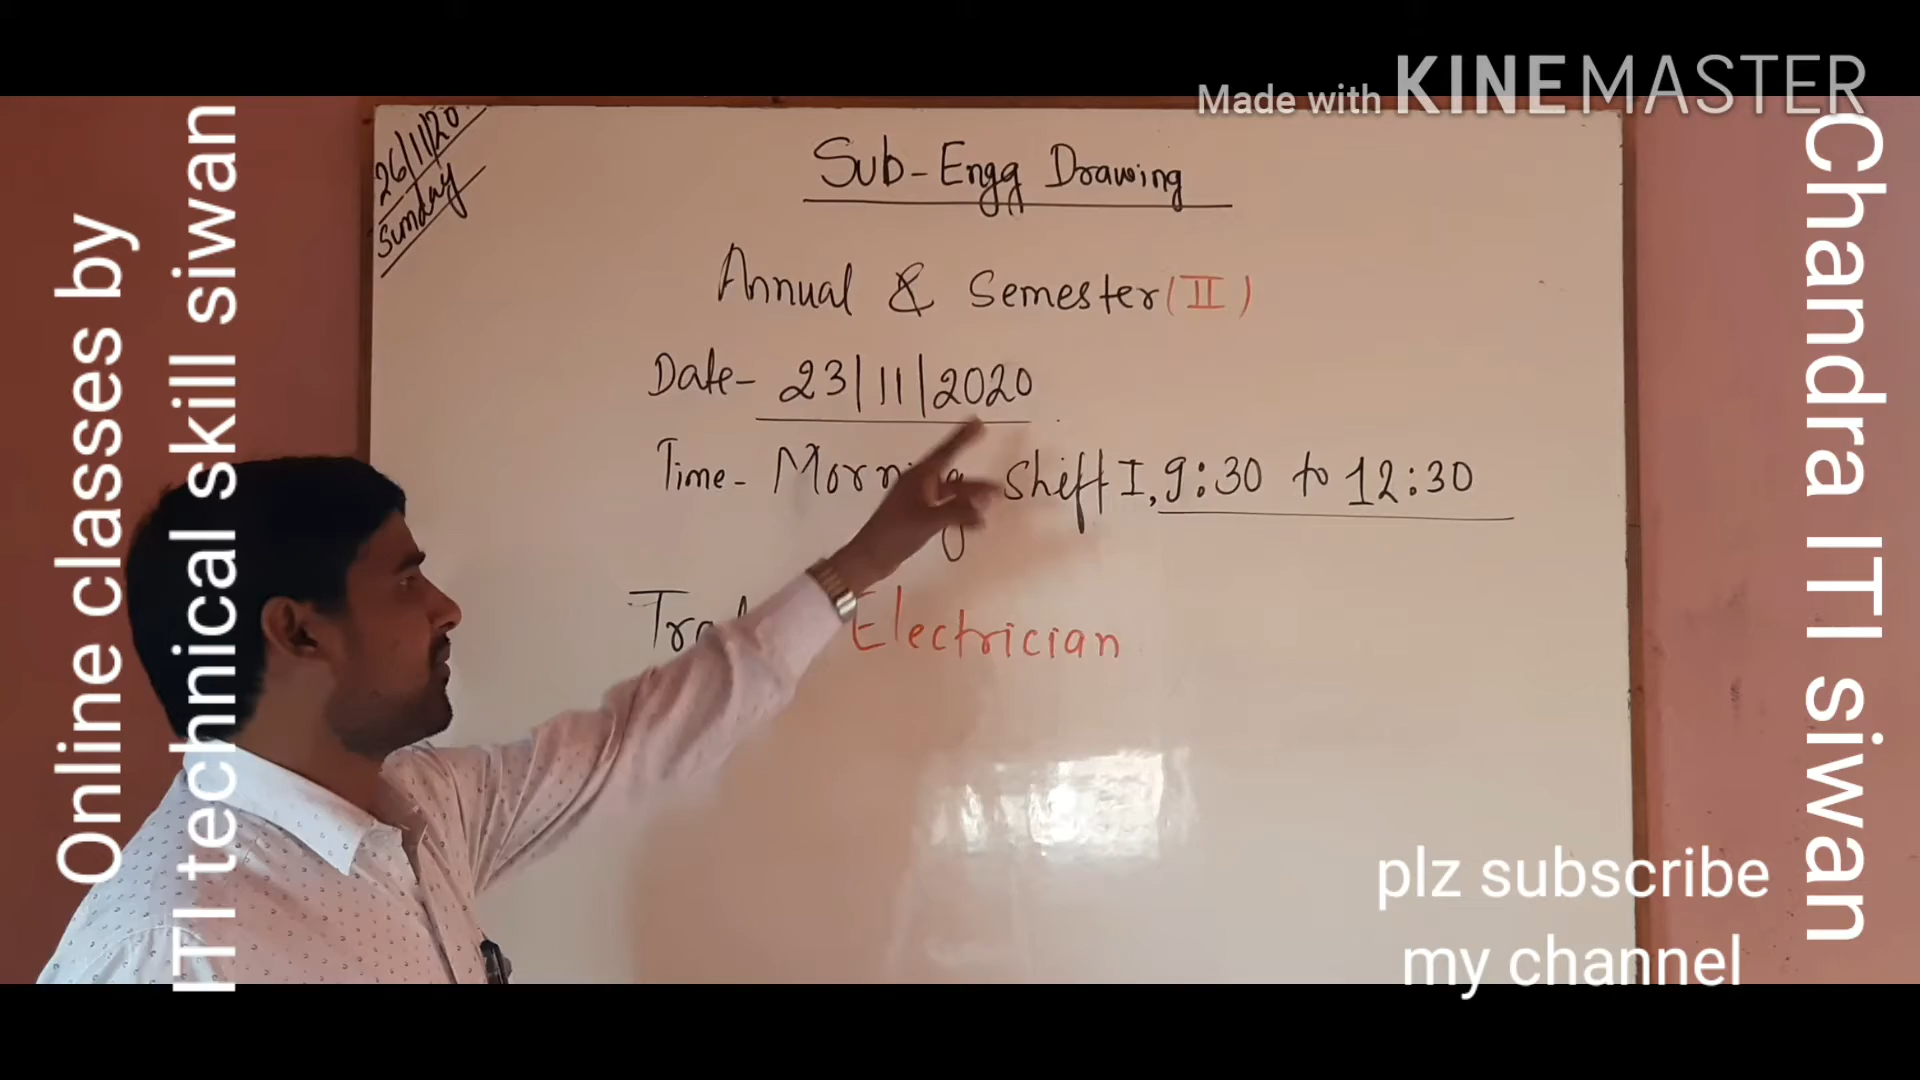 Made with KINEMASTER
26/11/20
Sunday
Sub-Engg Drawing
Annual & Semester (II)
Date- 23/11/2020
Time- Morning Shift I, 9:30 to 12:30
Electrician
Online classes by
ITI technical skill siwan
Chandra ITI siwan
plz subscribe
my channel